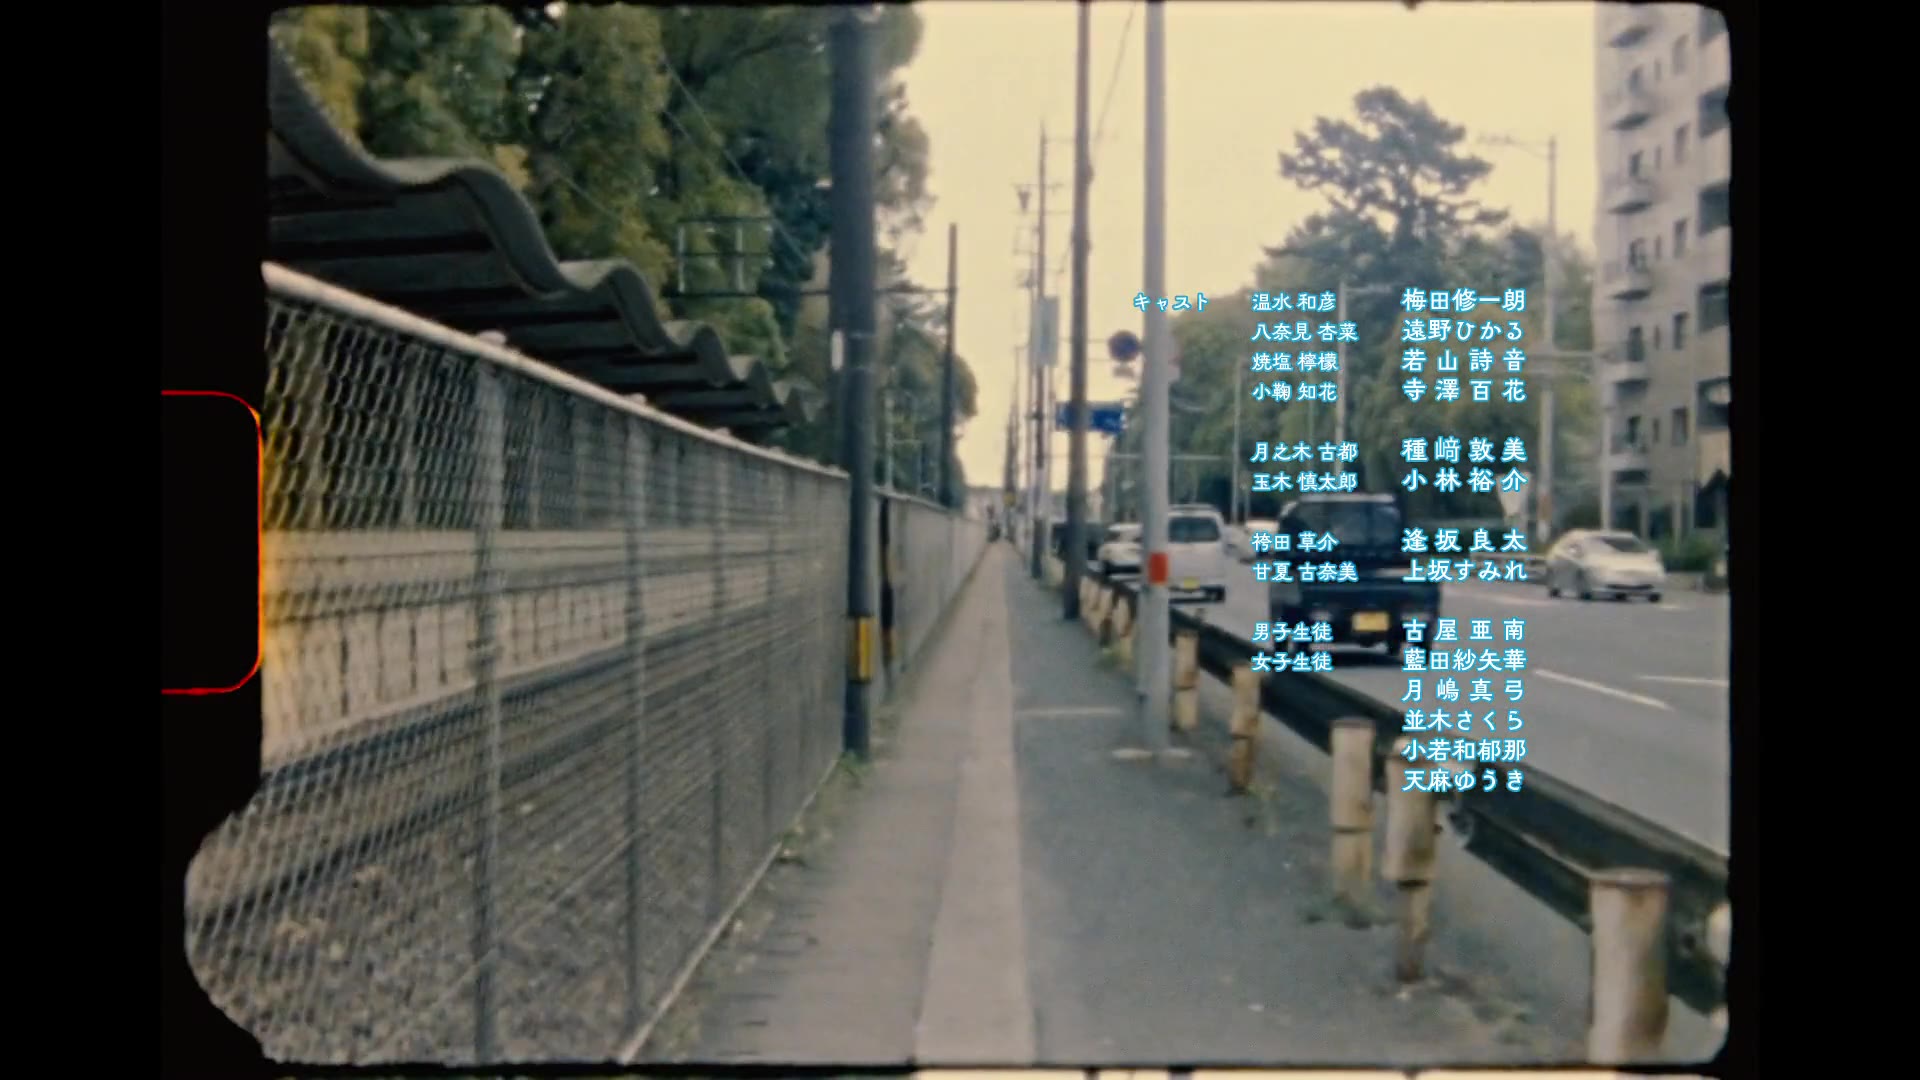 キャスト 温水 和彦 梅田修一朗
八奈見 杏菜 遠野ひかる
焼塩 檸檬 若山詩音
小鞠 知花 寺澤百花
月之木 古都 種﨑敦美
玉木 慎太郎 小林裕介
袴田 草介 逢坂良太
甘夏 古奈美 上坂すみれ
男子生徒 古屋亜南
女子生徒 藍田紗矢華
月嶋真弓
並木さくら
小若和郁那
天麻ゆうき